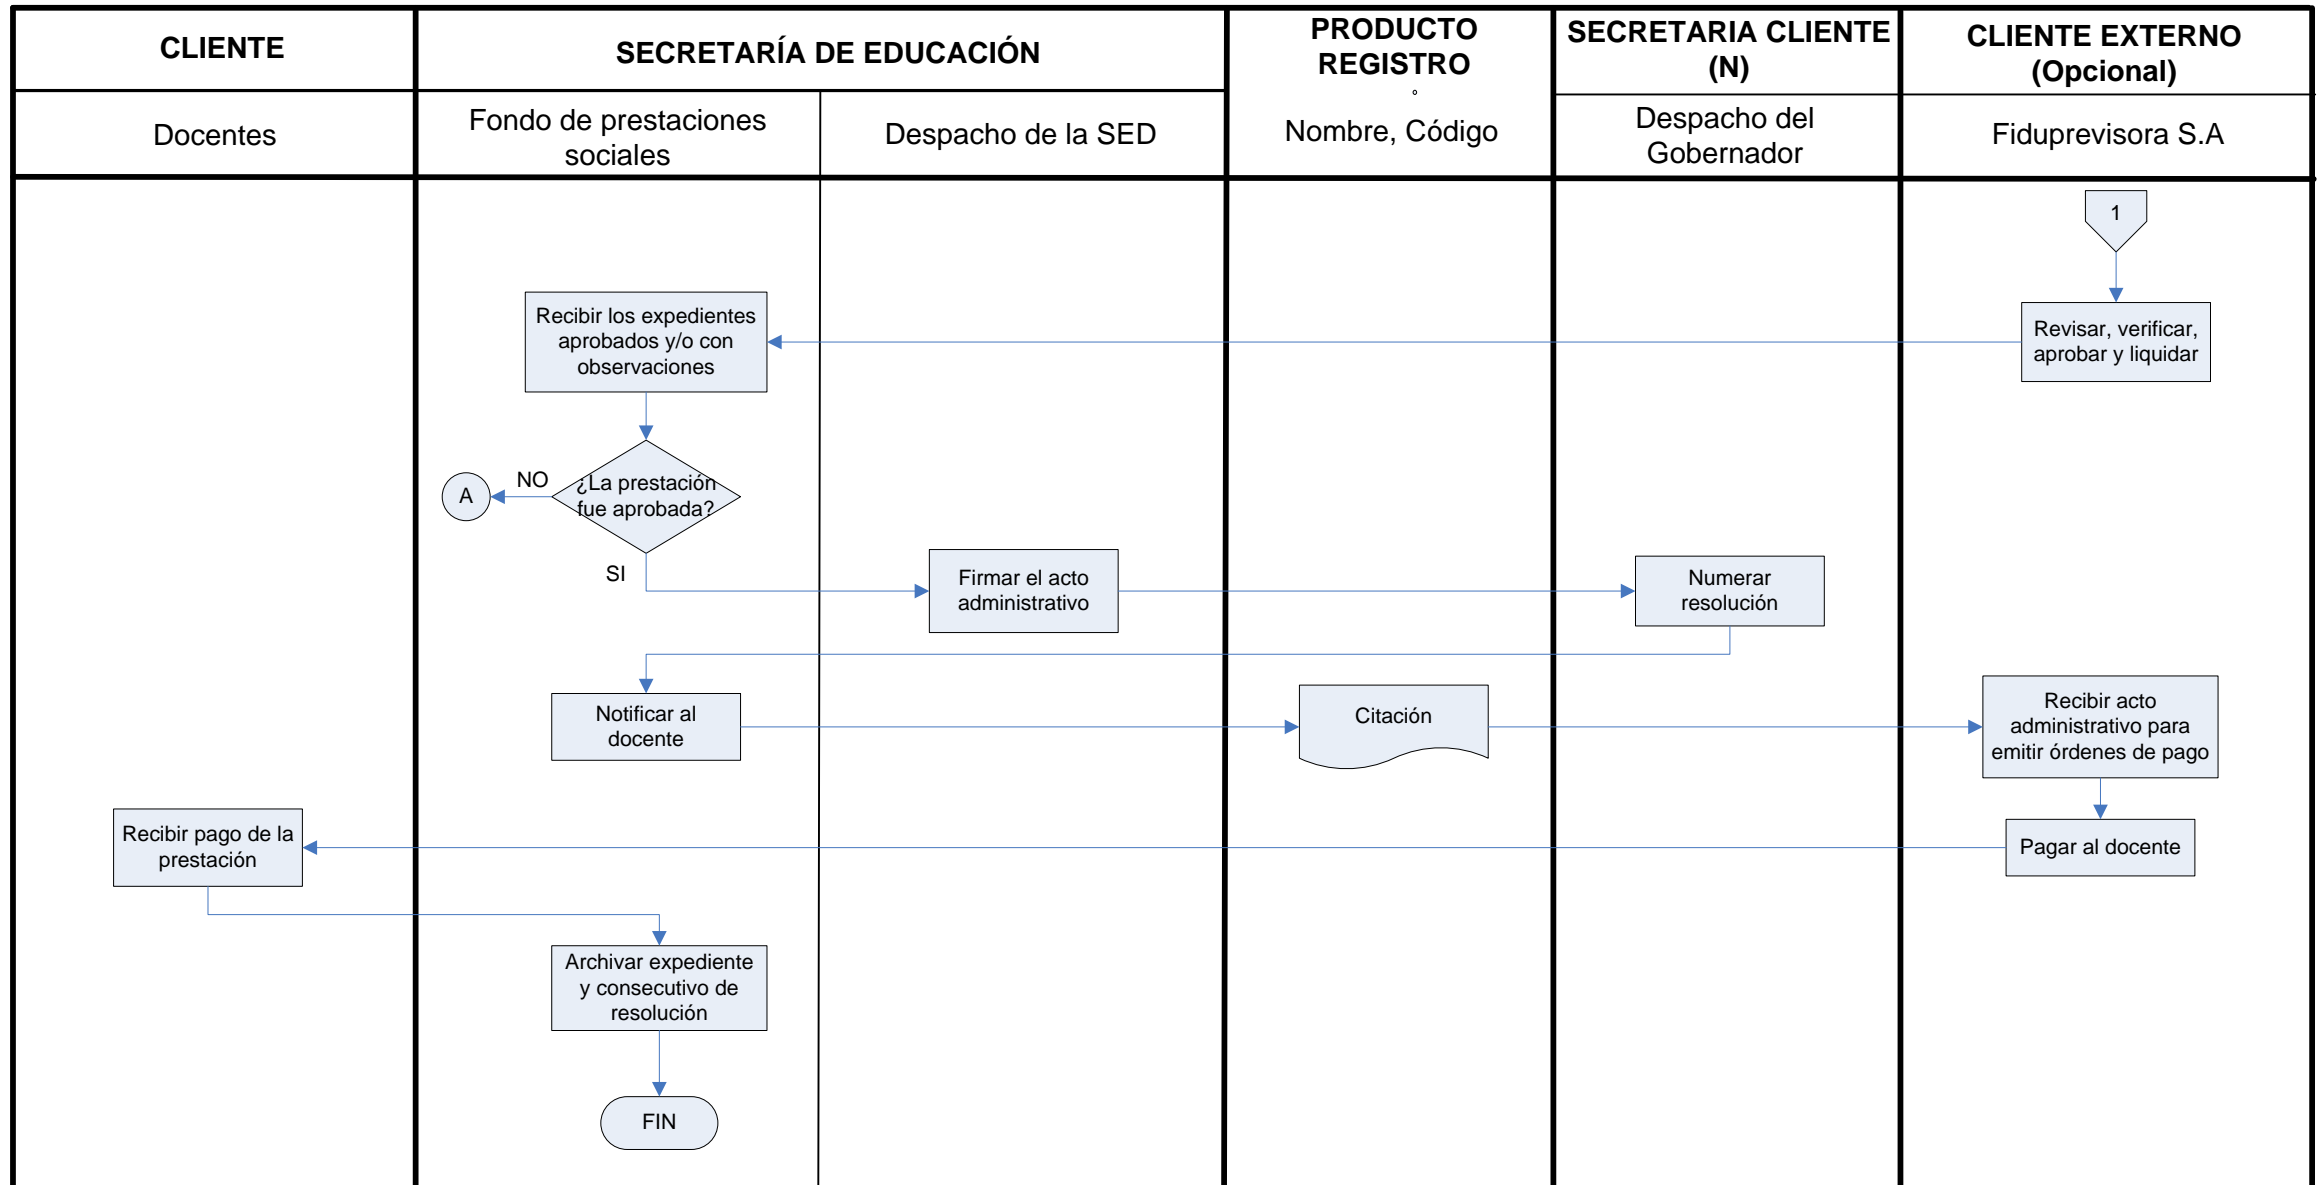 CLIENTE
SECRETARÍA DE EDUCACIÓN
PRODUCTO
REGISTRO
SECRETARIA CLIENTE
(N)
CLIENTE EXTERNO
(Opcional)
Docentes
Fondo de prestaciones
sociales
Despacho de la SED
Nombre, Código
Despacho del
Gobernador
Fiduprevisora S.A
1
Recibir los expedientes
aprobados y/o con
observaciones
Revisar, verificar,
aprobar y liquidar
A
NO
¿La prestación
fue aprobada?
SI
Firmar el acto
administrativo
Numerar
resolución
Notificar al
docente
Citación
Recibir acto
administrativo para
emitir órdenes de pago
Recibir pago de la
prestación
Pagar al docente
Archivar expediente
y consecutivo de
resolución
FIN